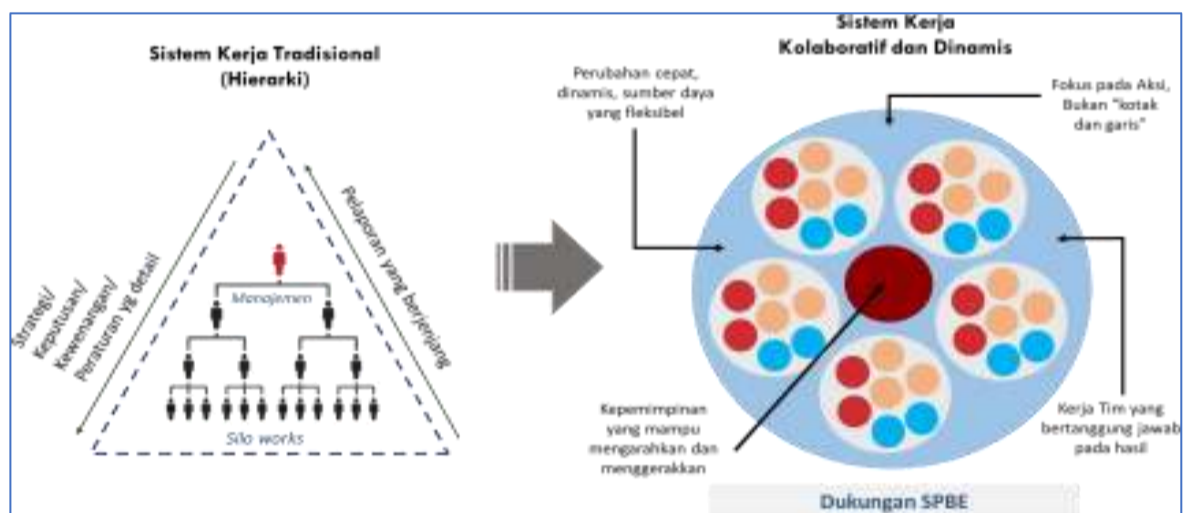 Sistem Kerja Tradisional
(Hierarki)
Strategi/
Keputusan/
Kewenangan/
Peraturan yg detail
Pelaporan yang berjenjang
Manajemen
Silo works
Sistem Kerja
Kolaboratif dan Dinamis
Perubahan cepat,
dinamis, sumber daya
yang fleksibel
Fokus pada Aksi,
Bukan "kotak
dan garis"
Kepemimpinan
yang mampu
mengarahkan dan
menggerakkan
Kerja Tim yang
bertanggung jawab
pada hasil
Dukungan SPBE